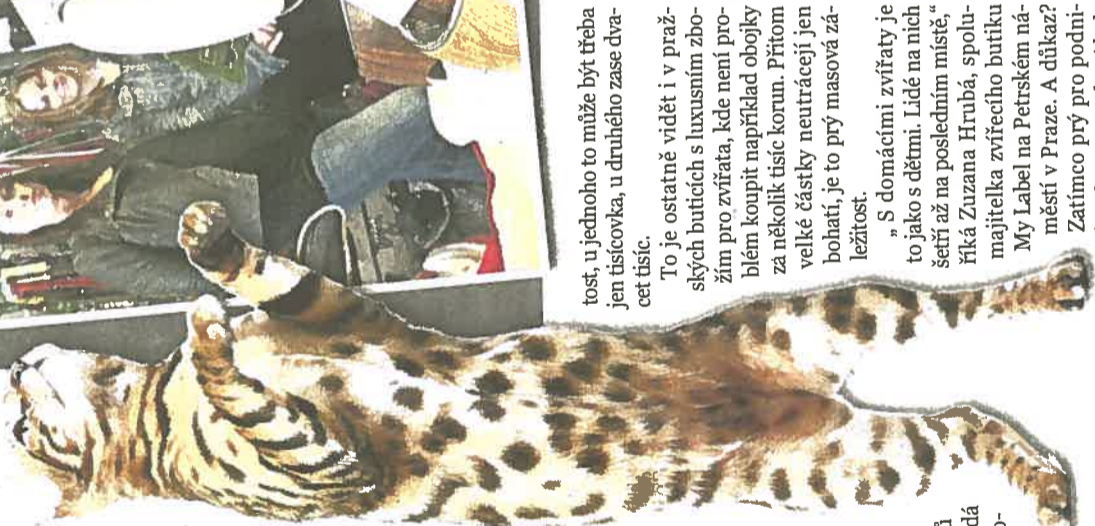 tost, u jednoho to může být třeba
jen tisícovka, u druhého zase dva-
cet tisíc.
To je ostatně vidět i v praž-
ských buticích s luxusním zbo-
žím pro zvířata, kde není pro-
blém koupit například obojky
zá několik tisíc korun. Přitom
velké částky neutrácejí jen
bohatí, je to prý masová zá-
ležitost.
„ S domácími zvířaty je
to jako s dětmi. Lidé na nich
šetří až na posledním místě,“
říká Zuzana Hrubá, spolu-
majitelka zvířecího butiku
My Label na Petrském ná-
městí v Praze. A důkaz?
Zatímco prý pro podni-
ů
dá
o-